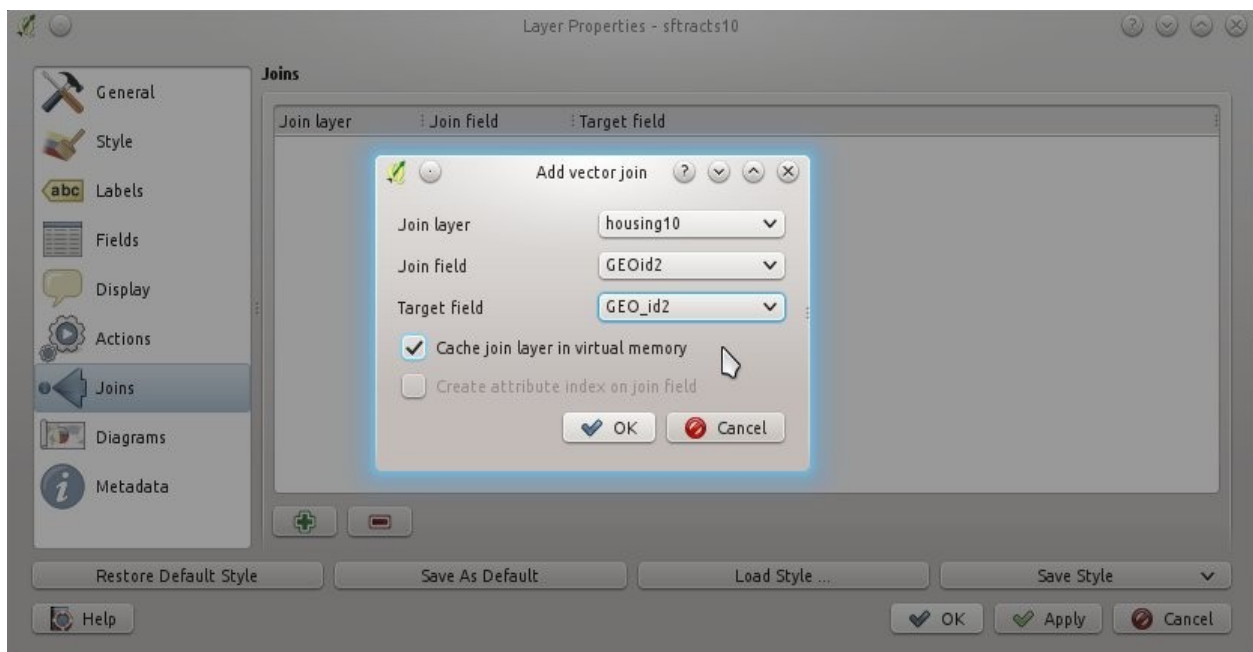 Layer Properties - sftracts10
General
Style
abc Labels
Fields
Display
Actions
Joins
Diagrams
Metadata
Joins
Join layer Join field Target field
Add vector join
Join layer housing10
Join field GEOid2
Target field GEO_id2
Cache join layer in virtual memory
Create attribute index on join field
OK Cancel
Restore Default Style Save As Default Load Style ... Save Style
Help OK Apply Cancel